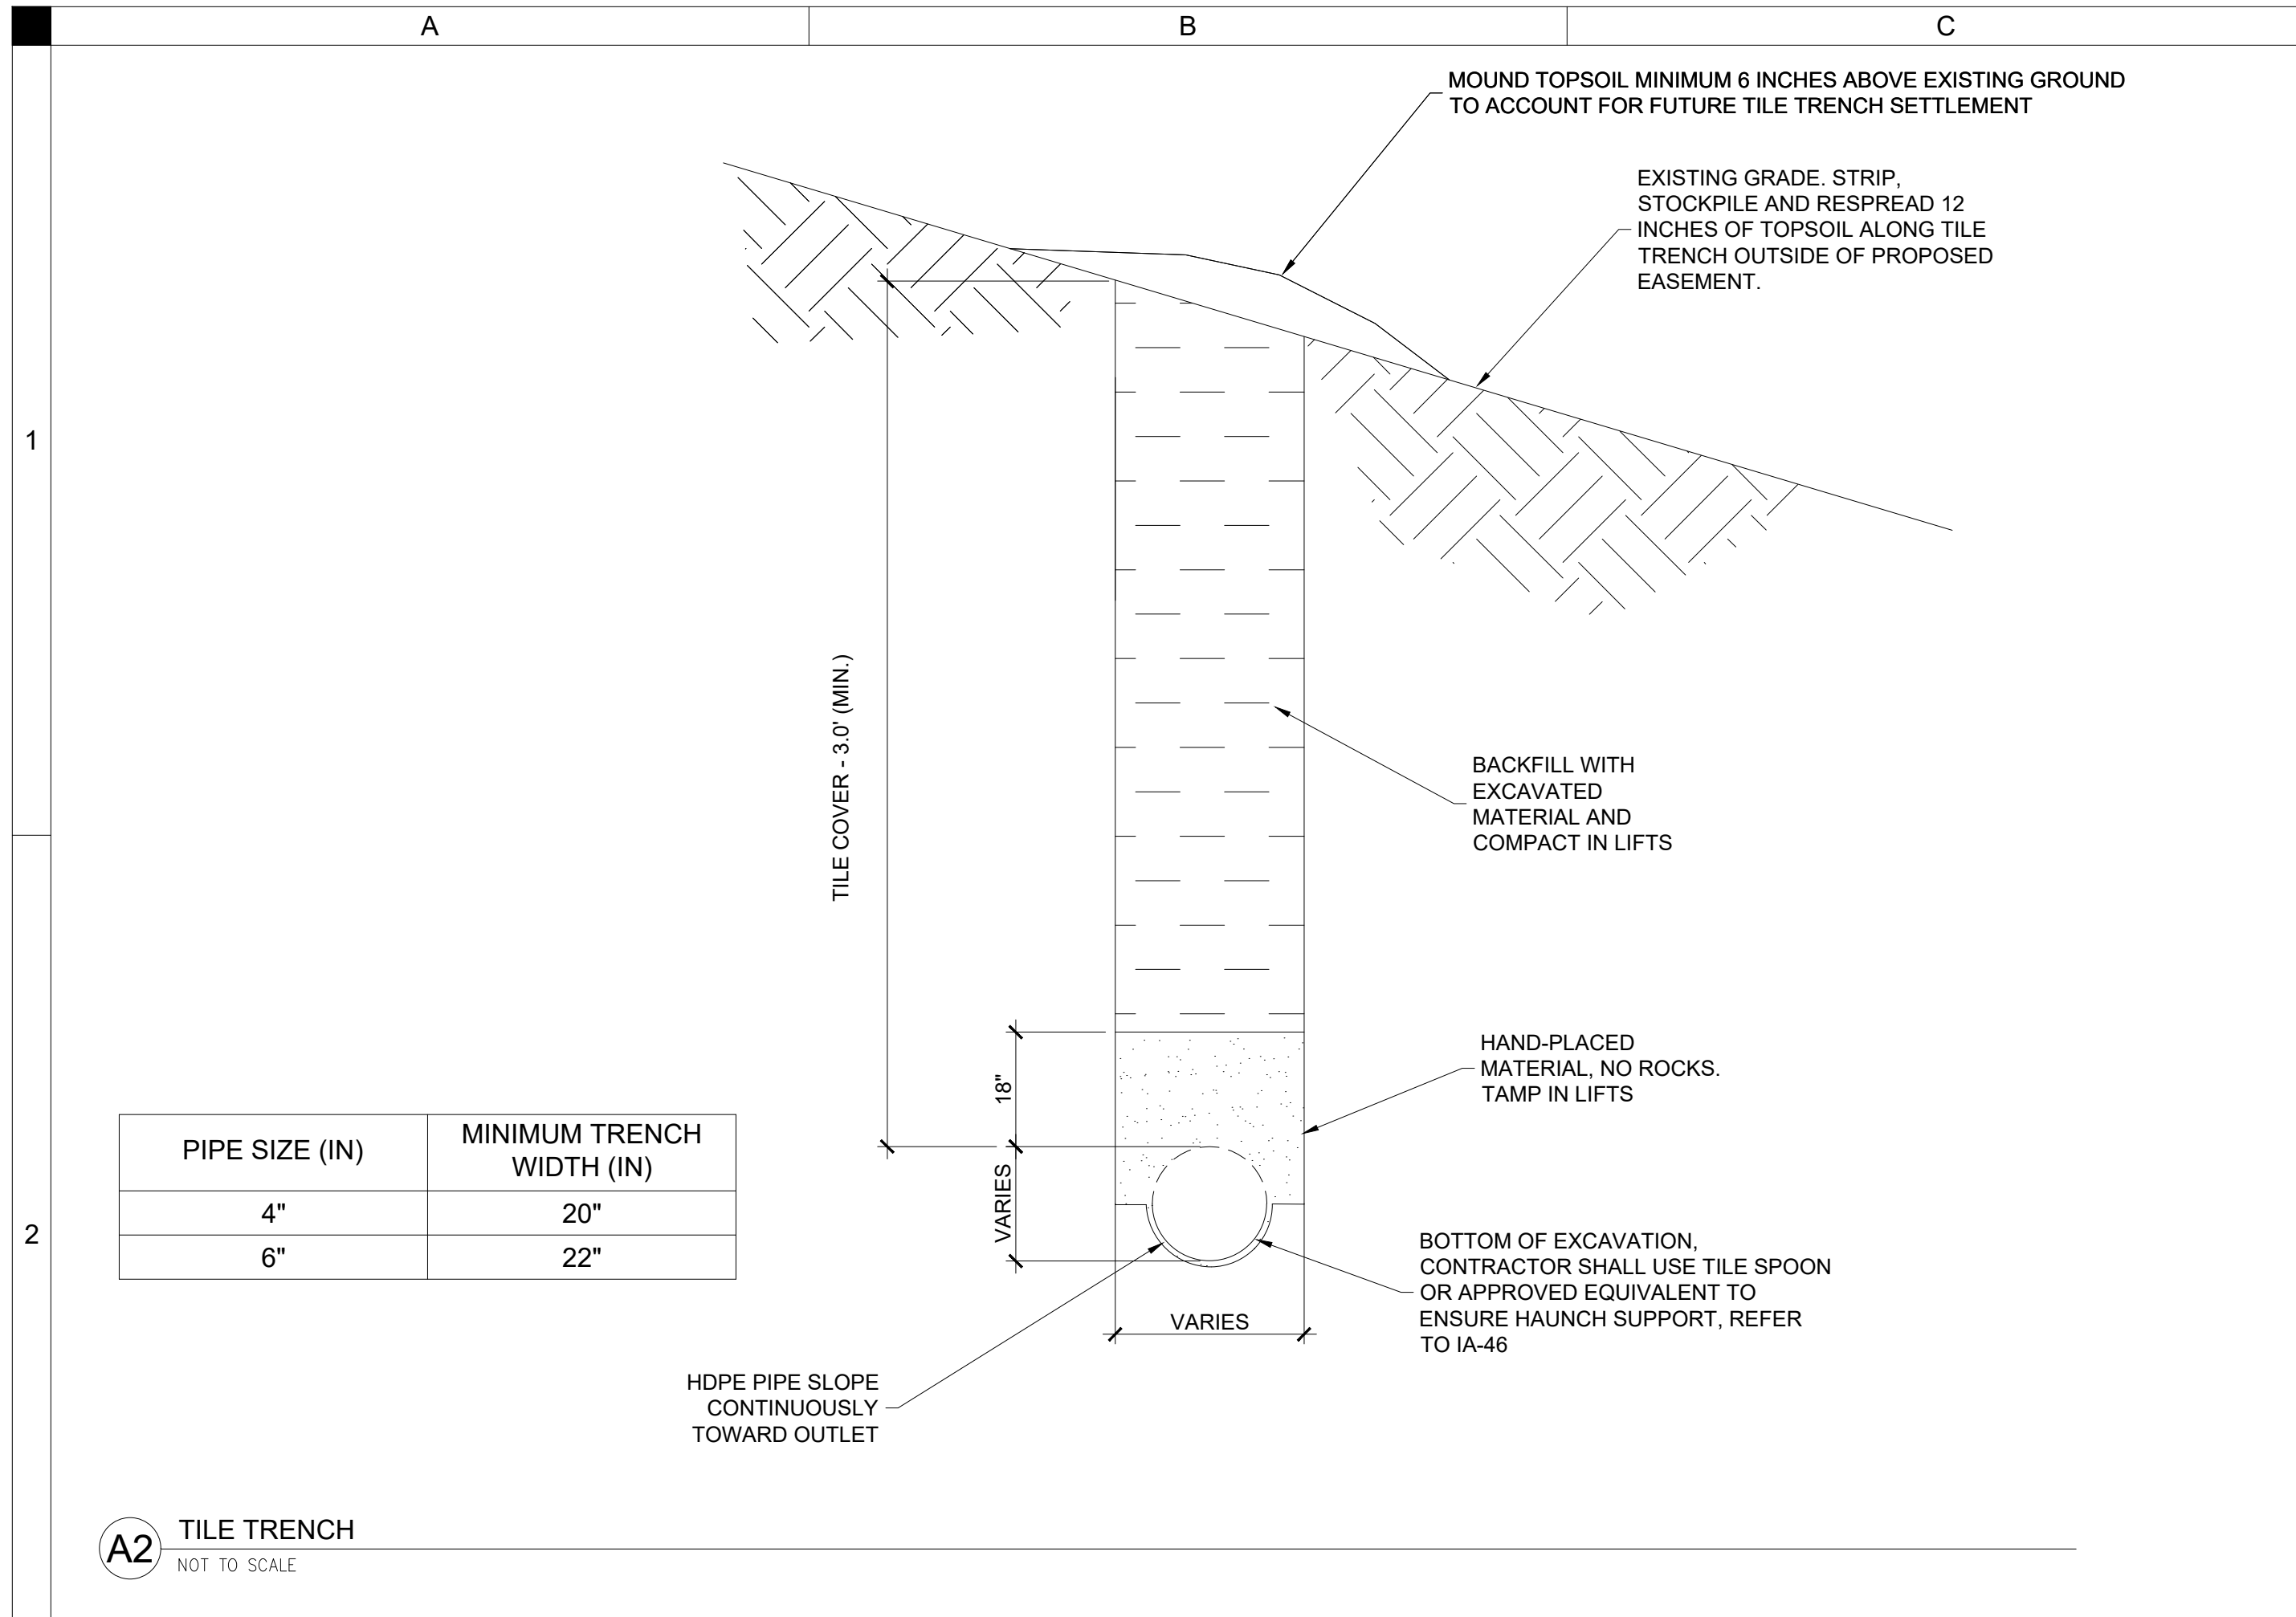 A
B
C
1
2
MOUND TOPSOIL MINIMUM 6 INCHES ABOVE EXISTING GROUND
TO ACCOUNT FOR FUTURE TILE TRENCH SETTLEMENT
EXISTING GRADE. STRIP,
STOCKPILE AND RESPREAD 12
INCHES OF TOPSOIL ALONG TILE
TRENCH OUTSIDE OF PROPOSED
EASEMENT.
TILE COVER - 3.0' (MIN.)
BACKFILL WITH
EXCAVATED
MATERIAL AND
COMPACT IN LIFTS
18"
HAND-PLACED
MATERIAL, NO ROCKS.
TAMP IN LIFTS
VARIES
PIPE SIZE (IN)
MINIMUM TRENCH
WIDTH (IN)
4"
20"
6"
22"
BOTTOM OF EXCAVATION,
CONTRACTOR SHALL USE TILE SPOON
OR APPROVED EQUIVALENT TO
ENSURE HAUNCH SUPPORT, REFER
TO IA-46
VARIES
HDPE PIPE SLOPE
CONTINUOUSLY
TOWARD OUTLET
A2
TILE TRENCH
NOT TO SCALE